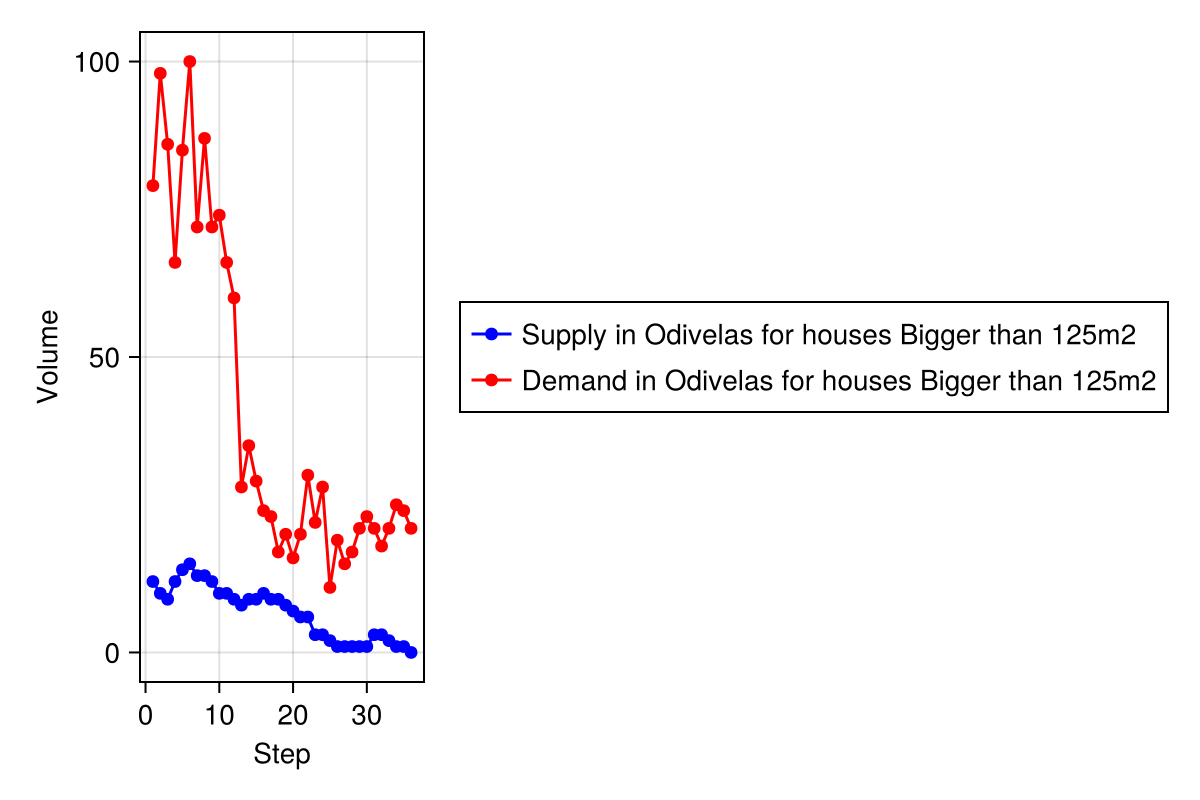 100
50
0
Volume
0 10 20 30
Step
Supply in Odivelas for houses Bigger than 125m2
Demand in Odivelas for houses Bigger than 125m2